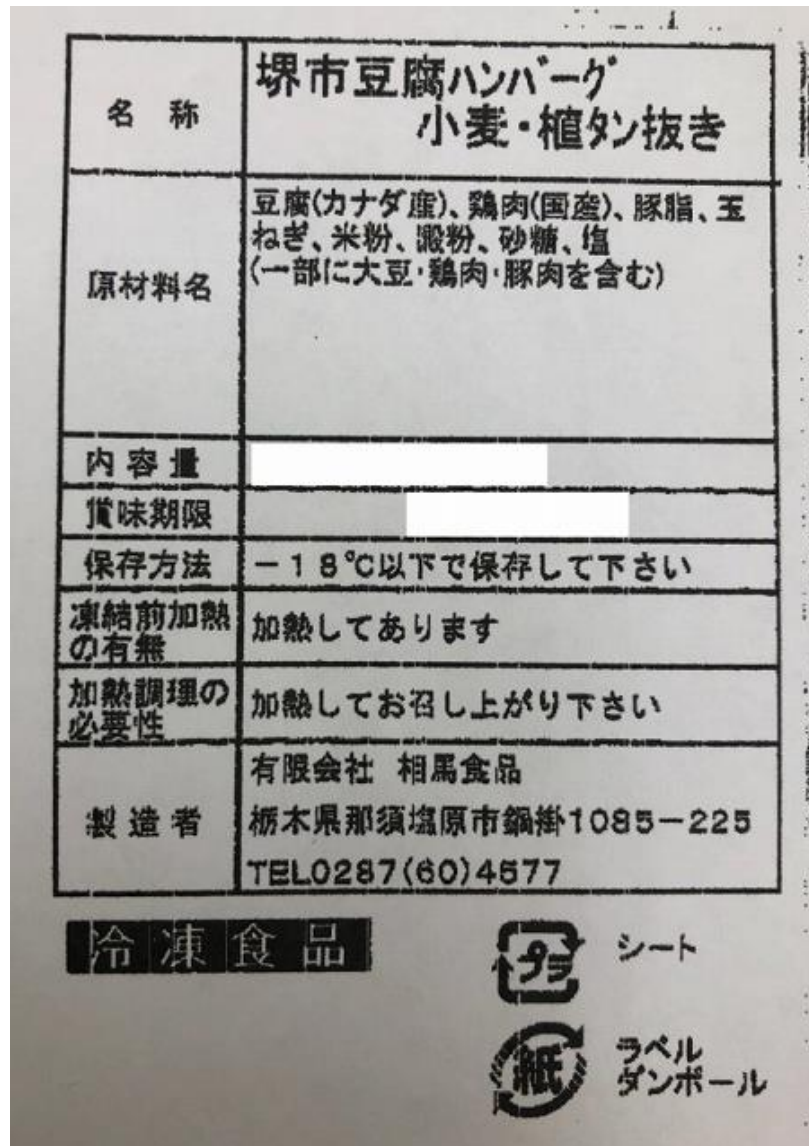 名称
堺市豆腐ハンバーグ
小麦・植タン抜き
原材料名
豆腐(カナダ産)、鶏肉(国産)、豚脂、玉
ねぎ、米粉、澱粉、砂糖、塩
(一部に大豆・鶏肉・豚肉を含む)
内容量
賞味期限
保存方法
－18℃以下で保存して下さい
凍結前加熱
の有無
加熱してあります
加熱調理の
必要性
加熱してお召し上がり下さい
製造者
有限会社 相馬食品
栃木県那須塩原市鍋掛1085－225
TEL0287(60)4577
冷凍食品
プラ
シート
紙
ラベル
ダンボール